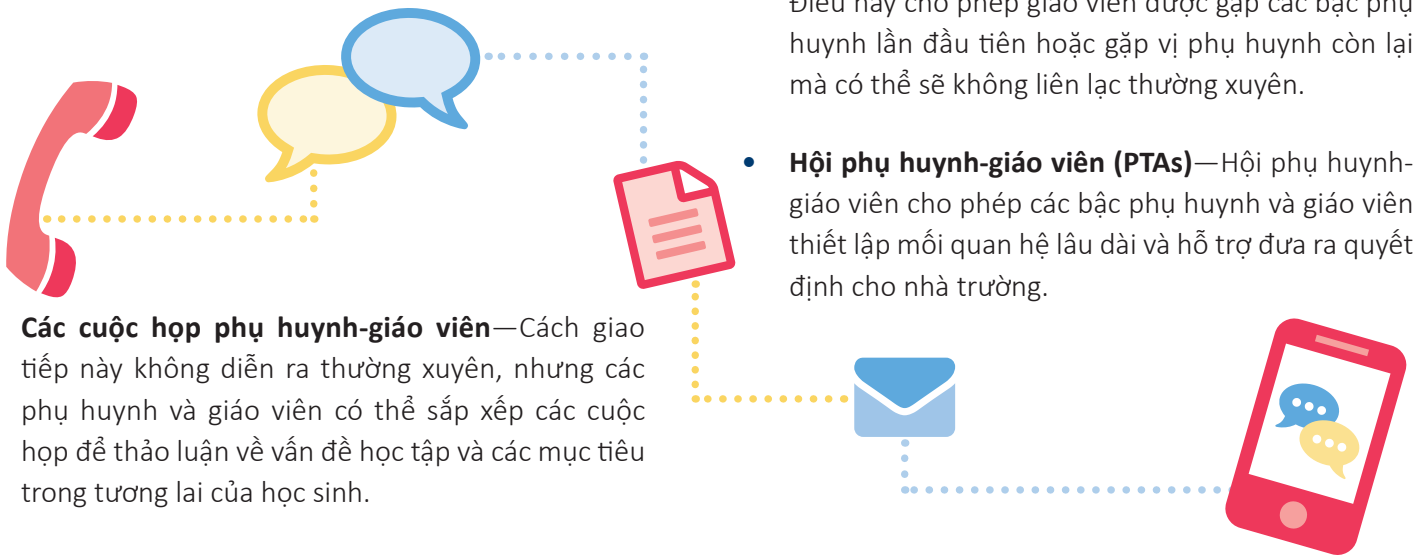 Các cuộc họp phụ huynh-giáo viên—Cách giao
tiếp này không diễn ra thường xuyên, nhưng các
phụ huynh và giáo viên có thể sắp xếp các cuộc
họp để thảo luận về vấn đề học tập và các mục tiêu
trong tương lai của học sinh.
Điều này cho phép giáo viên được gặp các bậc phụ
huynh lần đầu tiên hoặc gặp vị phụ huynh còn lại
mà có thể sẽ không liên lạc thường xuyên.
• Hội phụ huynh-giáo viên (PTAs)—Hội phụ huynh-
giáo viên cho phép các bậc phụ huynh và giáo viên
thiết lập mối quan hệ lâu dài và hỗ trợ đưa ra quyết
định cho nhà trường.